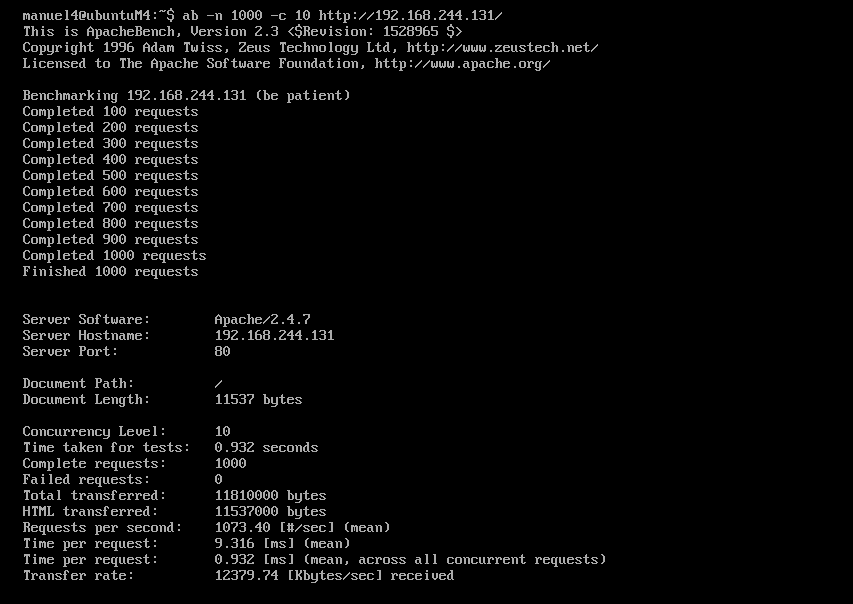 manuel4@ubuntuM4:~$ ab -n 1000 -c 10 http://192.168.244.131/
This is ApacheBench, Version 2.3 <$Revision: 1528965 $>
Copyright 1996 Adam Twiss, Zeus Technology Ltd, http://www.zeustech.net/
Licensed to The Apache Software Foundation, http://www.apache.org/
Benchmarking 192.168.244.131 (be patient)
Completed 100 requests
Completed 200 requests
Completed 300 requests
Completed 400 requests
Completed 500 requests
Completed 600 requests
Completed 700 requests
Completed 800 requests
Completed 900 requests
Completed 1000 requests
Finished 1000 requests
Server Software: Apache/2.4.7
Server Hostname: 192.168.244.131
Server Port: 80
Document Path: /
Document Length: 11537 bytes
Concurrency Level: 10
Time taken for tests: 0.932 seconds
Complete requests: 1000
Failed requests: 0
Total transferred: 11810000 bytes
HTML transferred: 11537000 bytes
Requests per second: 1073.40 [#/sec] (mean)
Time per request: 9.316 [ms] (mean)
Time per request: 0.932 [ms] (mean, across all concurrent requests)
Transfer rate: 12379.74 [Kbytes/sec] received